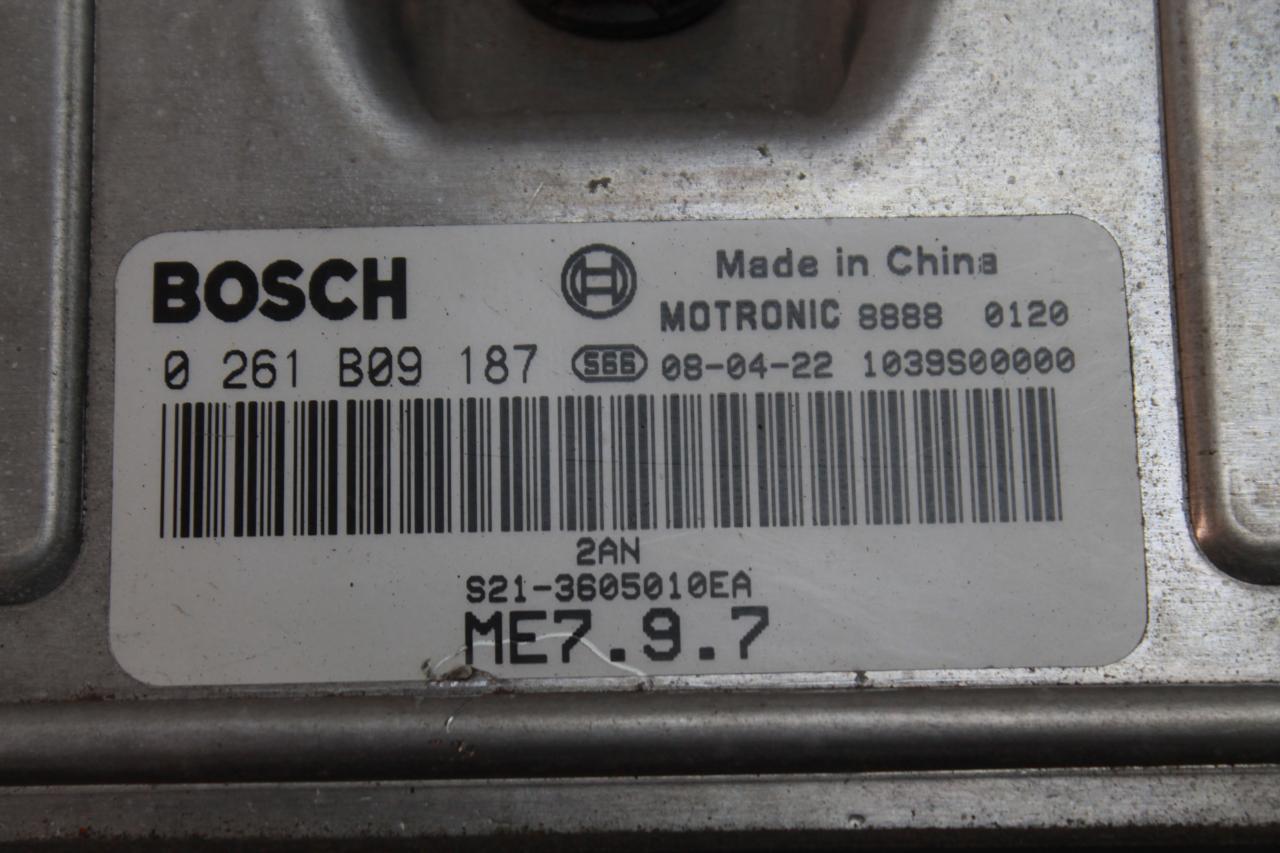 BOSCH
Made in China
MOTRONIC 8888 0120
0 261 B09 187 S66 08-04-22 1039S00000
2AN
S21-3605010EA
ME7.9.7